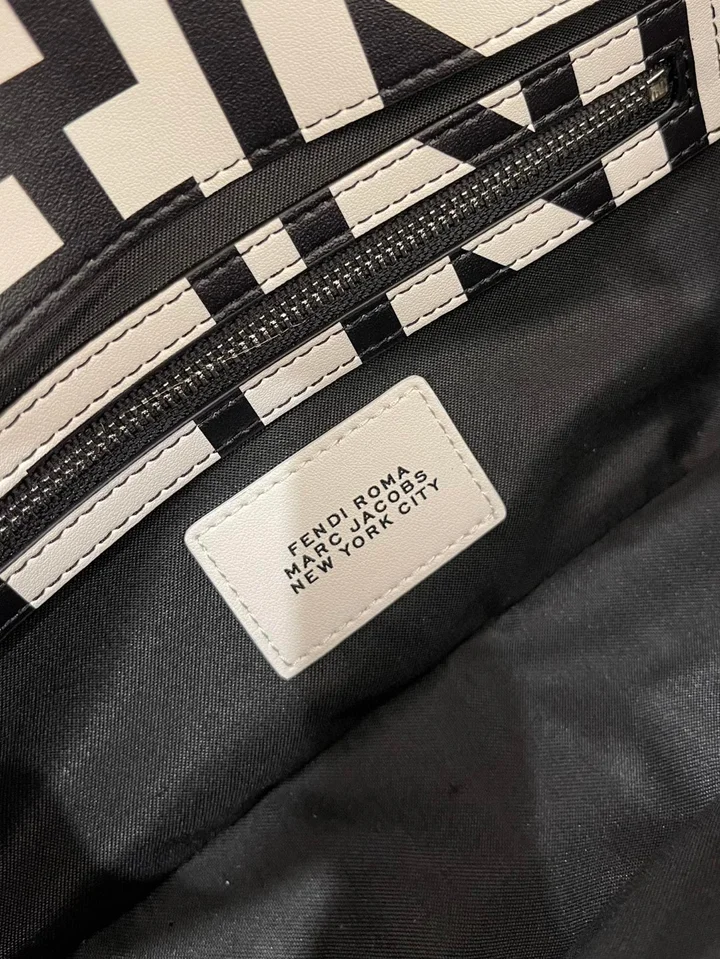 FENDI ROMA
MARC JACOBS
NEW YORK CITY